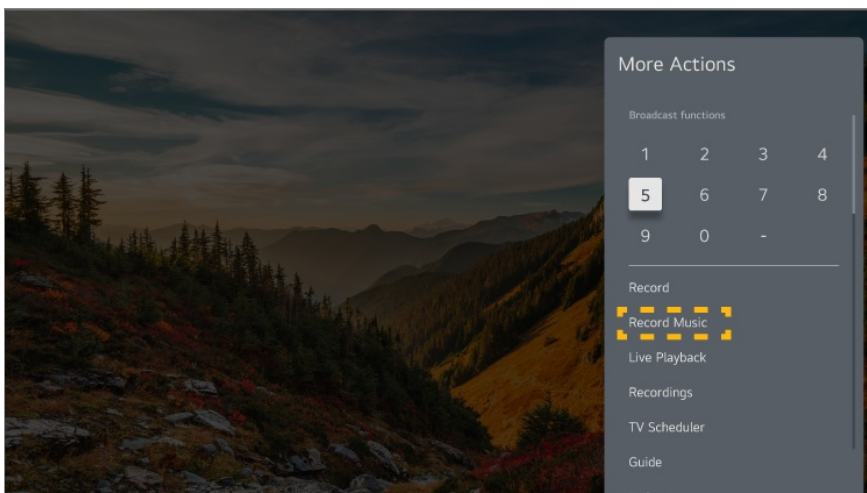 More Actions
Broadcast functions
1 2 3 4
5 6 7 8
9 0 -
Record
Record Music
Live Playback
Recordings
TV Scheduler
Guide